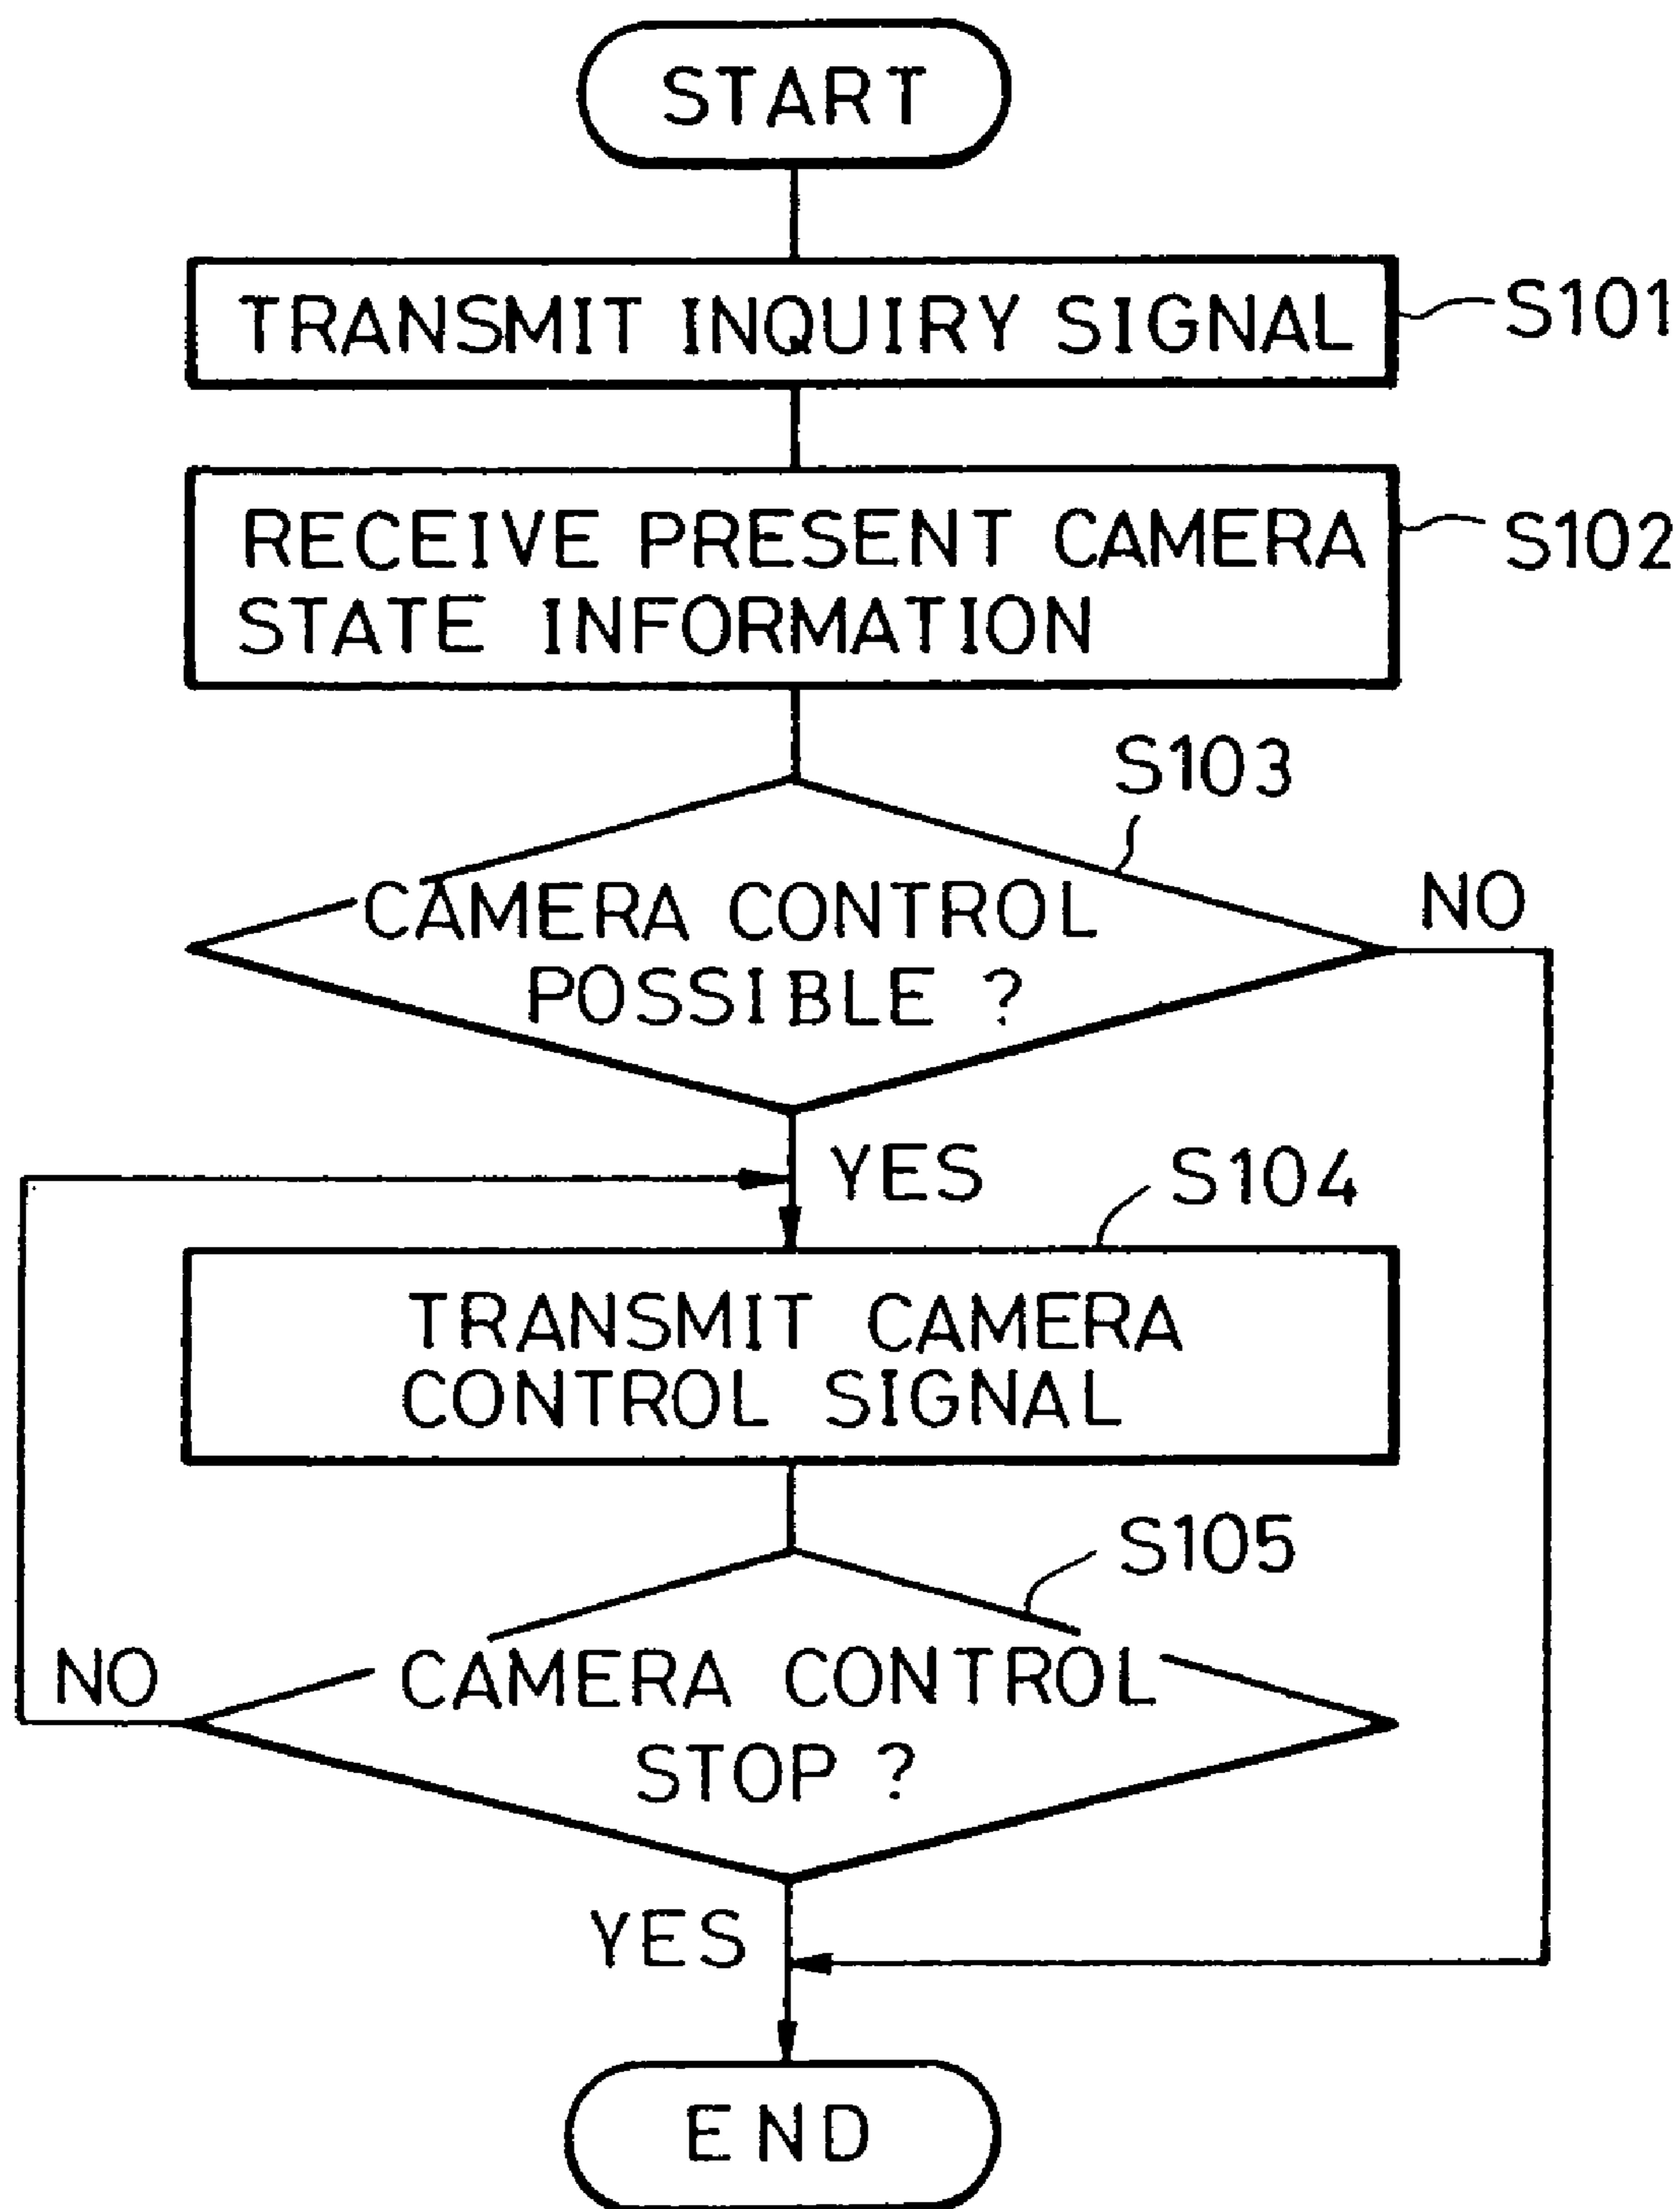 START
TRANSMIT INQUIRY SIGNAL
S101
RECEIVE PRESENT CAMERA
STATE INFORMATION
S102
S103
CAMERA CONTROL
POSSIBLE ?
NO
YES
S104
TRANSMIT CAMERA
CONTROL SIGNAL
S105
CAMERA CONTROL
STOP ?
NO
YES
END